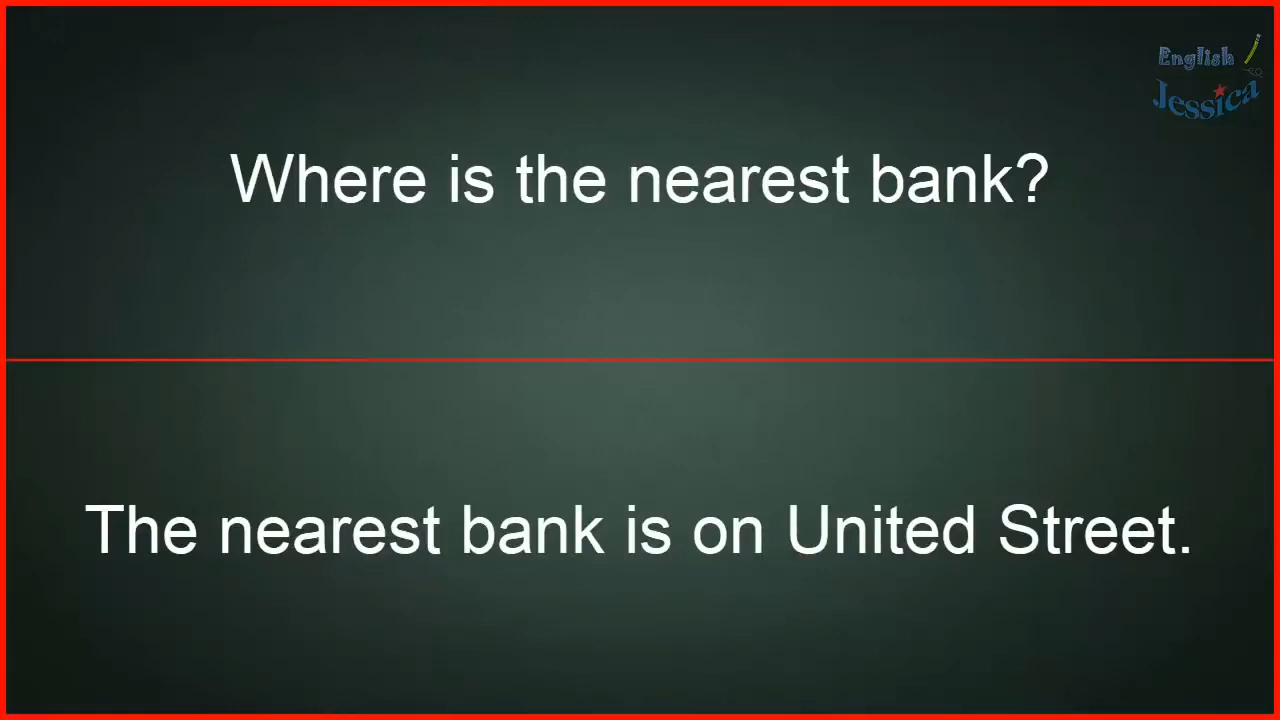 English
Jessica
Where is the nearest bank?
The nearest bank is on United Street.